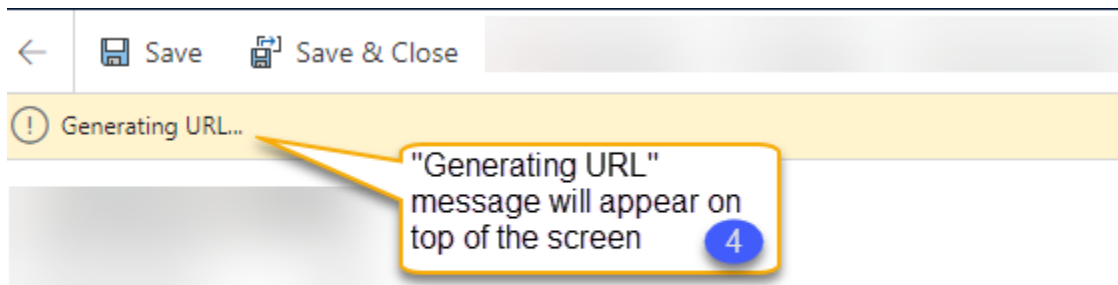 Save Save & Close
Generating URL...
"Generating URL"
message will appear on
top of the screen 4